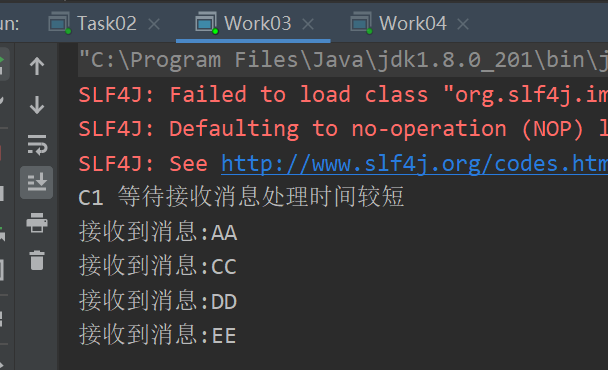 un: Task02 × Work03 × Work04 ×
"C:\Program Files\Java\jdk1.8.0_201\bin\j
SLF4J: Failed to load class "org.slf4j.im
SLF4J: Defaulting to no-operation (NOP) l
SLF4J: See http://www.slf4j.org/codes.htm
C1 等待接收消息处理时间较短
接收到消息:AA
接收到消息:CC
接收到消息:DD
接收到消息:EE